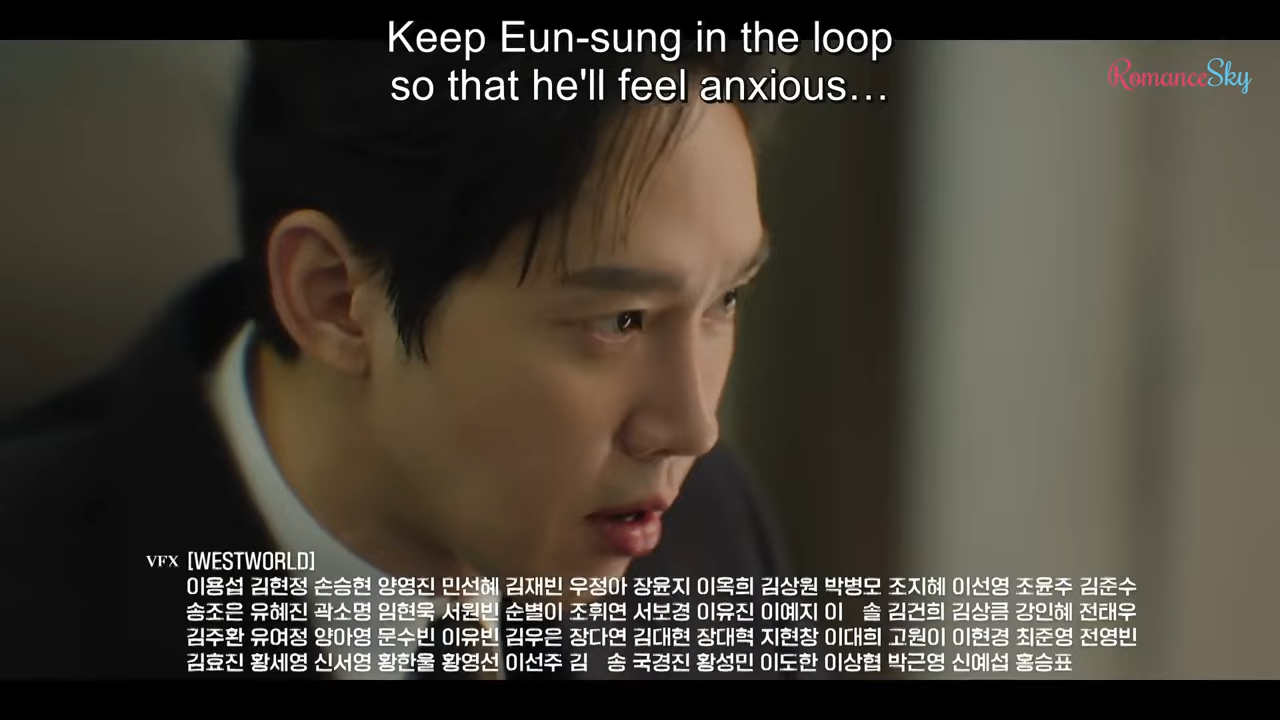 Keep Eun-sung in the loop
so that he'll feel anxious…
RomanceSky
VFX [WESTWORLD]
이용섭 김현정 손승현 양영진 민선혜 김재빈 우정아 장윤지 이옥희 김상원 박병모 조지혜 이선영 조윤주 김준수
송조은 유혜진 곽소명 임현욱 서원빈 순별이 조휘연 서보경 이유진 이예지 이 솔 김건희 김상큼 강인혜 전태우
김주환 유여정 양아영 문수빈 이유빈 김우은 장다연 김대현 장대혁 지현창 이대희 고원이 이현경 최준영 전영빈
김효진 황세영 신서영 황한울 황영선 이선주 김 송 국경진 황성민 이도한 이상협 박근영 신예섭 홍승표